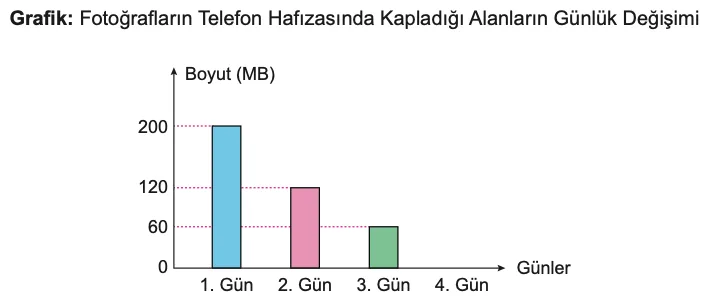 Grafik: Fotoğrafların Telefon Hafızasında Kapladığı Alanların Günlük Değişimi
Boyut (MB)
200
120
60
0
Günler
1. Gün 2. Gün 3. Gün 4. Gün